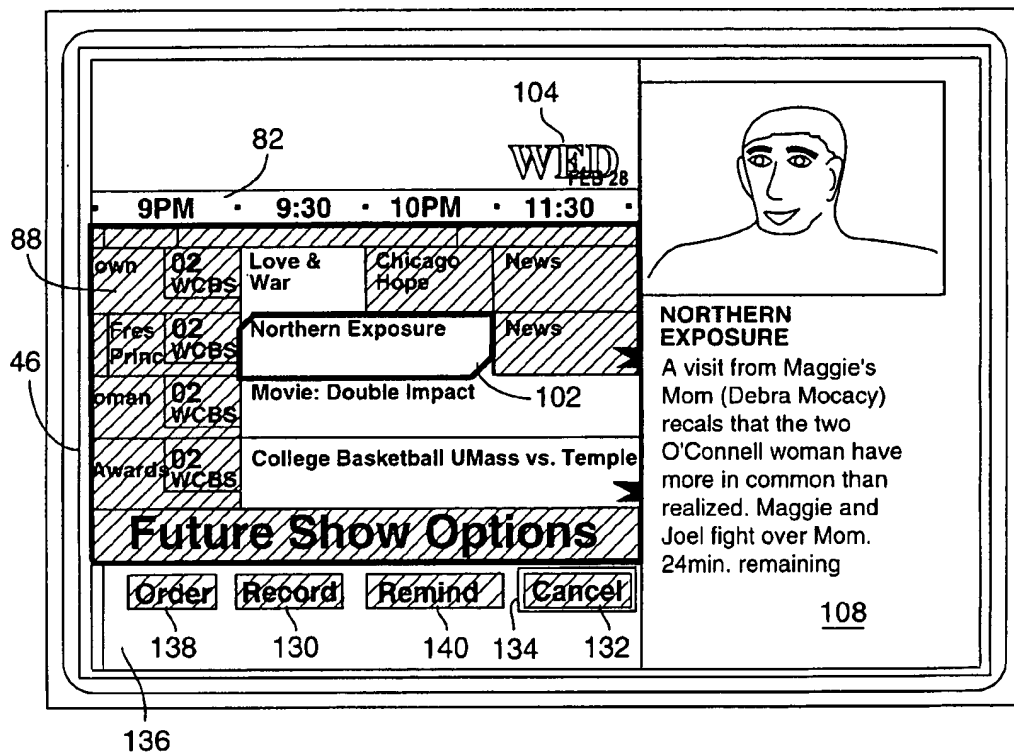 104
WED
FEB 28
82
9PM · 9:30 · 10PM · 11:30 ·
88
own 02 WCBS Love & War Chicago Hope News
Fres Princ 02 WCBS Northern Exposure News
46
oman 02 WCBS Movie: Double Impact
102
Awards 02 WCBS College Basketball UMass vs. Temple
Future Show Options
Order Record Remind Cancel
138 130 140 134 132
136
NORTHERN
EXPOSURE
A visit from Maggie's
Mom (Debra Mocacy)
recals that the two
O'Connell woman have
more in common than
realized. Maggie and
Joel fight over Mom.
24min. remaining
108